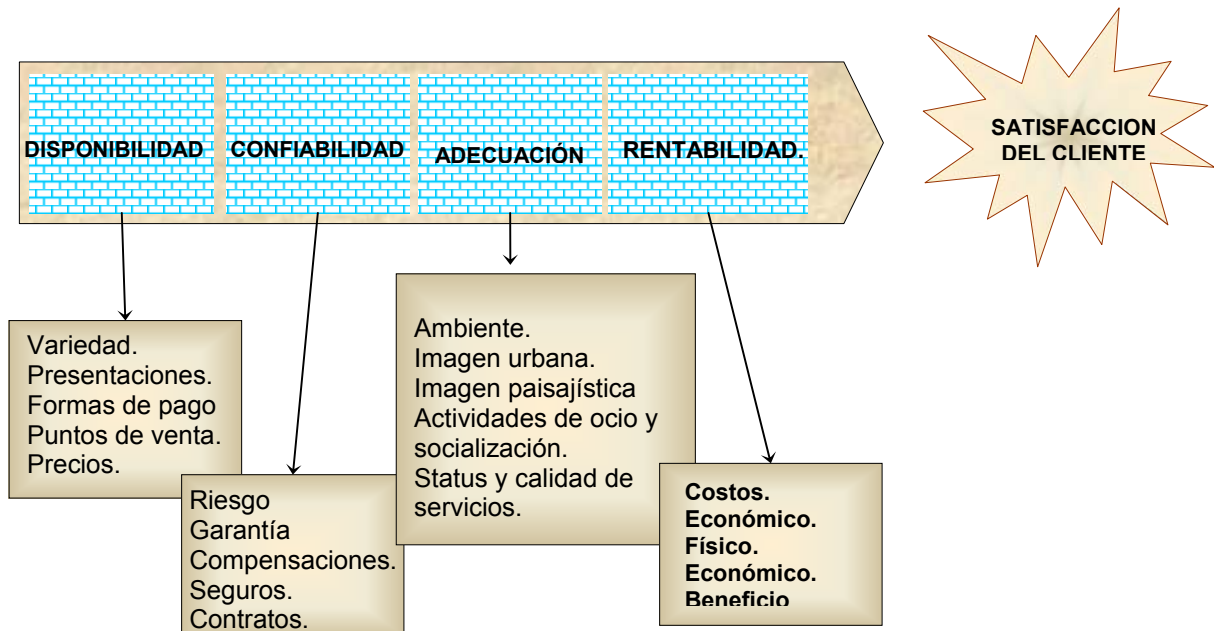 DISPONIBILIDAD
CONFIABILIDAD
ADECUACIÓN
RENTABILIDAD.
SATISFACCION
DEL CLIENTE
Variedad.
Presentaciones.
Formas de pago
Puntos de venta.
Precios.
Riesgo
Garantía
Compensaciones.
Seguros.
Contratos.
Ambiente.
Imagen urbana.
Imagen paisajística
Actividades de ocio y
socialización.
Status y calidad de
servicios.
Costos.
Económico.
Físico.
Económico.
Beneficio